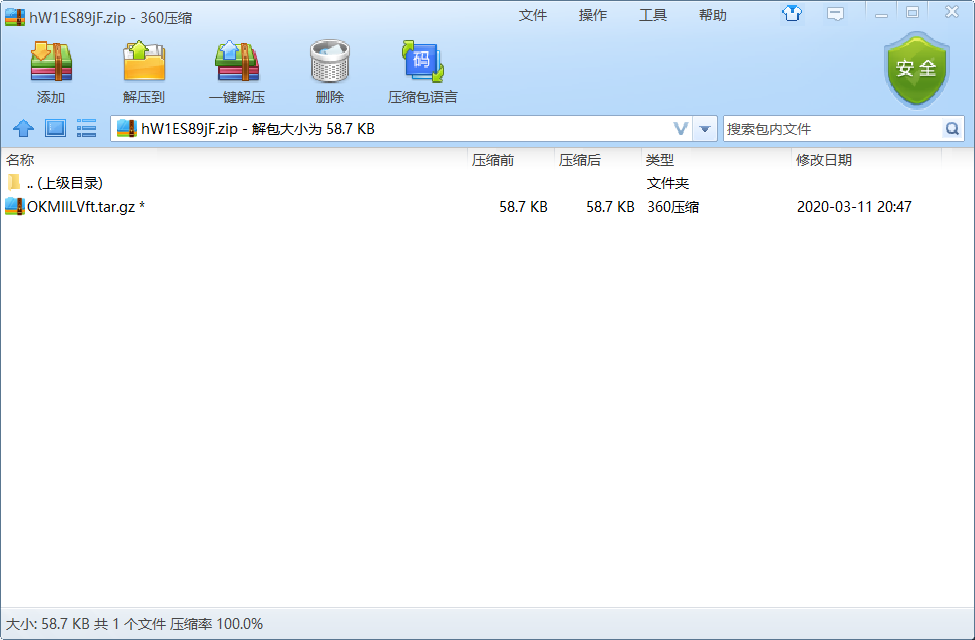 hW1ES89jF.zip - 360压缩
文件 操作 工具 帮助
添加 解压到 一键解压 删除 压缩包语言
码
安全
hW1ES89jF.zip - 解包大小为 58.7 KB
搜索包内文件
名称 压缩前 压缩后 类型 修改日期
.. (上级目录) 文件夹
OKMIILVft.tar.gz * 58.7 KB 58.7 KB 360压缩 2020-03-11 20:47
大小: 58.7 KB 共 1 个文件 压缩率 100.0%